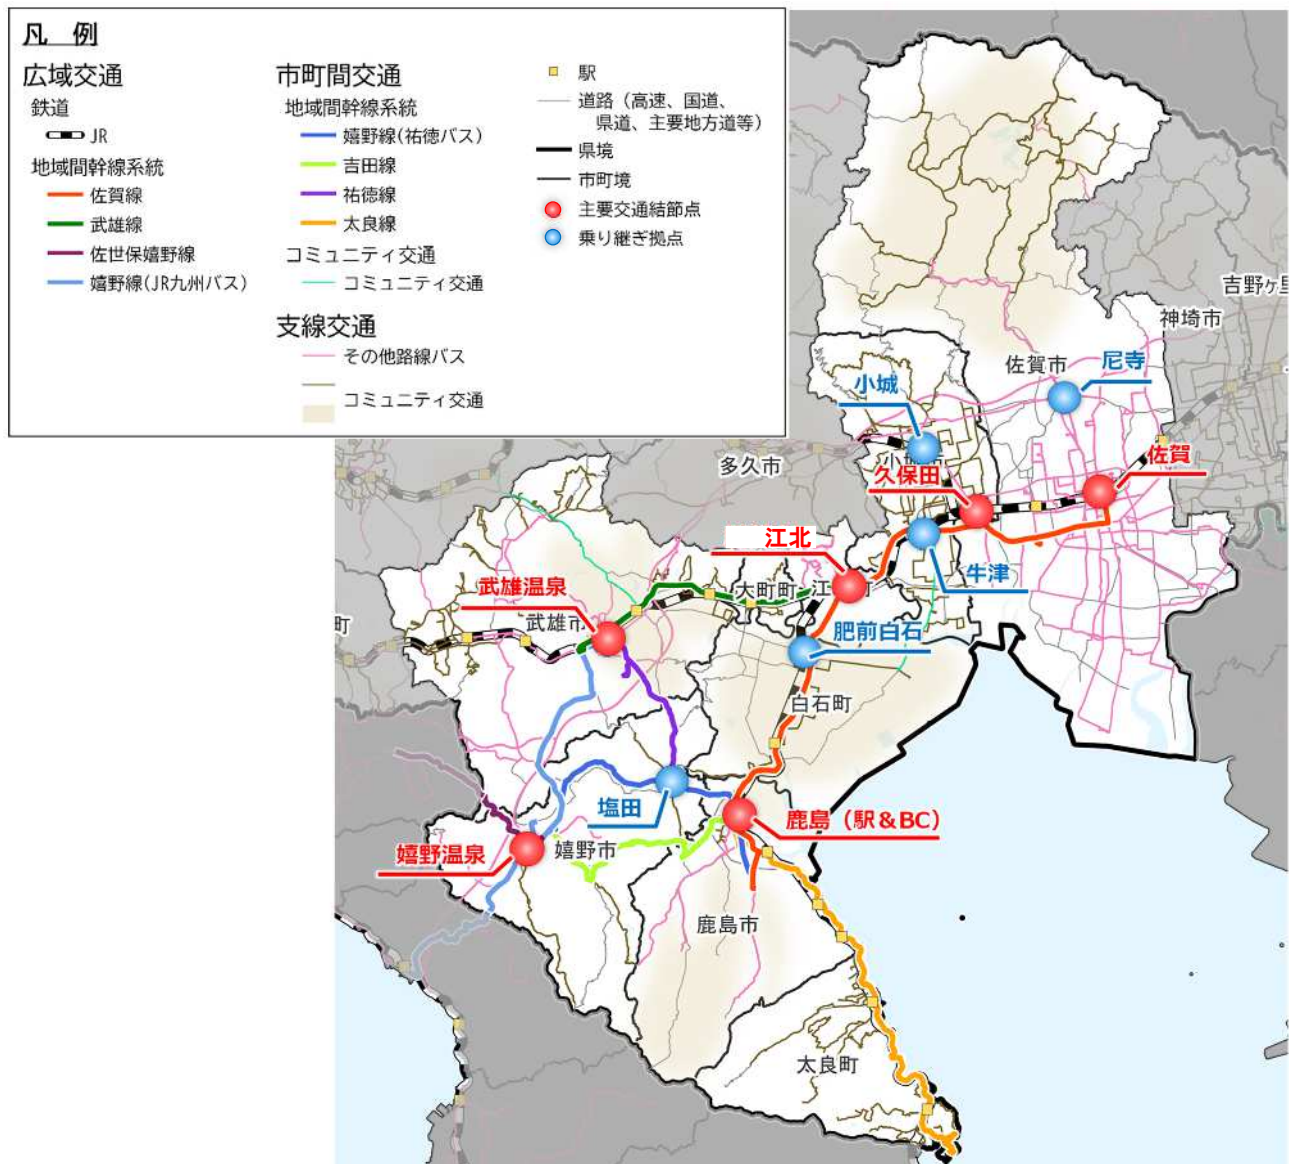 凡 例
広域交通
鉄道
JR
地域間幹線系統
佐賀線
武雄線
佐世保嬉野線
嬉野線(JR九州バス)
市町間交通
地域間幹線系統
嬉野線(祐徳バス)
吉田線
祐徳線
太良線
コミュニティ交通
コミュニティ交通
支線交通
その他路線バス
コミュニティ交通
駅
道路(高速、国道、
県道、主要地方道等)
県境
市町境
主要交通結節点
乗り継ぎ拠点
吉野ヶ里
神埼市
佐賀市
尼寺
小城
佐賀
多久市
久保田
江北
牛津
武雄温泉
大町町
武雄市
町
肥前白石
白石町
塩田
鹿島(駅&BC)
嬉野温泉
嬉野市
鹿島市
太良町